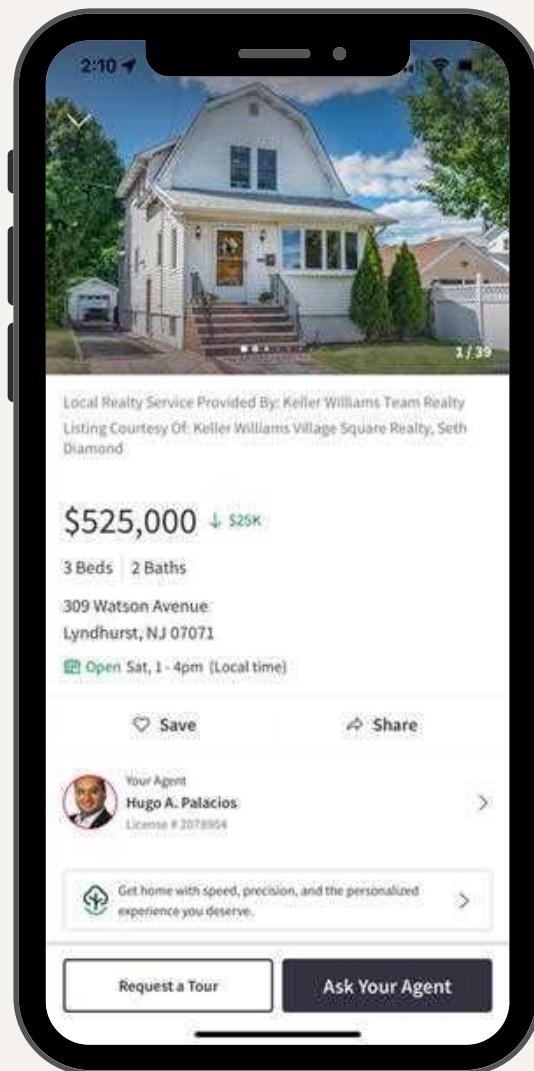 2:10
1 / 39
Local Realty Service Provided By: Keller Williams Team Realty
Listing Courtesy Of: Keller Williams Village Square Realty, Seth
Diamond
$525,000 ↓ $25K
3 Beds | 2 Baths
309 Watson Avenue
Lyndhurst, NJ 07071
Open Sat, 1 - 4pm (Local time)
Save Share
Your Agent
Hugo A. Palacios
License # 2078904
Get home with speed, precision, and the personalized
experience you deserve.
Request a Tour Ask Your Agent